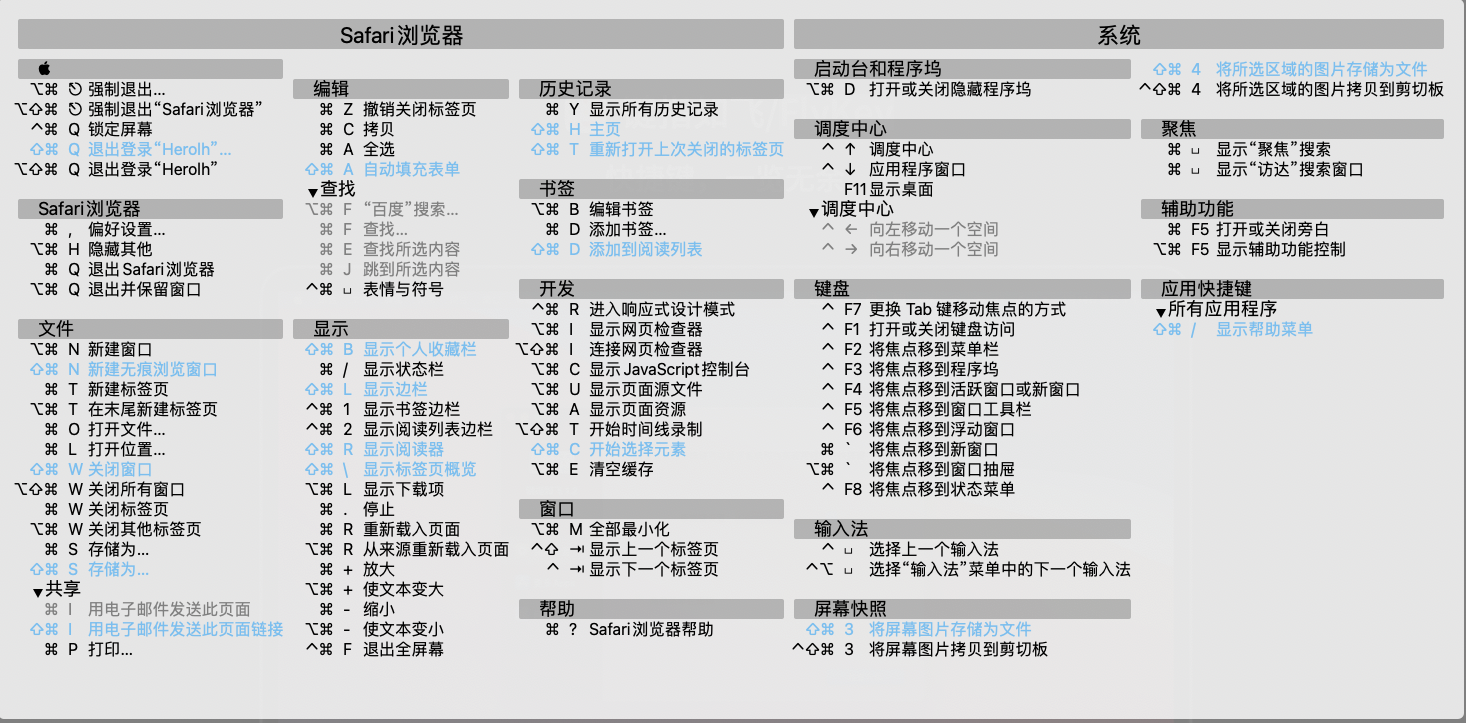 Safari浏览器

⌥⌘ ⎋ 强制退出...
⌥⇧⌘ ⎋ 强制退出“Safari浏览器”
^⌘ Q 锁定屏幕
⇧⌘ Q 退出登录“Herolh”...
⌥⇧⌘ Q 退出登录“Herolh”
Safari浏览器
⌘ , 偏好设置...
⌥⌘ H 隐藏其他
⌘ Q 退出Safari浏览器
⌥⌘ Q 退出并保留窗口
文件
⌥⌘ N 新建窗口
⇧⌘ N 新建无痕浏览窗口
⌘ T 新建标签页
⌥⌘ T 在末尾新建标签页
⌘ O 打开文件...
⌘ L 打开位置...
⇧⌘ W 关闭窗口
⌥⇧⌘ W 关闭所有窗口
⌘ W 关闭标签页
⌥⌘ W 关闭其他标签页
⌘ S 存储为...
⇧⌘ S 存储为...
▼共享
⌘ I 用电子邮件发送此页面
⇧⌘ I 用电子邮件发送此页面链接
⌘ P 打印...
编辑
⌘ Z 撤销关闭标签页
⌘ C 拷贝
⌘ A 全选
⇧⌘ A 自动填充表单
▼查找
⌥⌘ F “百度”搜索...
⌘ F 查找...
⌘ E 查找所选内容
⌘ J 跳到所选内容
^⌘ ␣ 表情与符号
显示
⇧⌘ B 显示个人收藏栏
⌘ / 显示状态栏
⇧⌘ L 显示边栏
^⌘ 1 显示书签边栏
^⌘ 2 显示阅读列表边栏
⇧⌘ R 显示阅读器
⇧⌘ \ 显示标签页概览
⌥⌘ L 显示下载项
⌘ . 停止
⌘ R 重新载入页面
⌥⌘ R 从来源重新载入页面
⌘ + 放大
⌥⌘ + 使文本变大
⌘ - 缩小
⌥⌘ - 使文本变小
^⌘ F 退出全屏幕
历史记录
⌘ Y 显示所有历史记录
⇧⌘ H 主页
⇧⌘ T 重新打开上次关闭的标签页
书签
⌥⌘ B 编辑书签
⌘ D 添加书签...
⇧⌘ D 添加到阅读列表
开发
^⌘ R 进入响应式设计模式
⌥⌘ I 显示网页检查器
⌥⇧⌘ I 连接网页检查器
⌥⌘ C 显示JavaScript控制台
⌥⌘ U 显示页面源文件
⌥⌘ A 显示页面资源
⌥⇧⌘ T 开始时间线录制
⇧⌘ C 开始选择元素
⌥⌘ E 清空缓存
窗口
⌥⌘ M 全部最小化
^⇧ ⇥ 显示上一个标签页
^ ⇥ 显示下一个标签页
帮助
⌘ ? Safari浏览器帮助
系统
启动台和程序坞
⌥⌘ D 打开或关闭隐藏程序坞
调度中心
^ ↑ 调度中心
^ ↓ 应用程序窗口
F11 显示桌面
▼调度中心
^ ← 向左移动一个空间
^ → 向右移动一个空间
键盘
^ F7 更换 Tab 键移动焦点的方式
^ F1 打开或关闭键盘访问
^ F2 将焦点移到菜单栏
^ F3 将焦点移到程序坞
^ F4 将焦点移到活跃窗口或新窗口
^ F5 将焦点移到窗口工具栏
^ F6 将焦点移到浮动窗口
⌘ ` 将焦点移到新窗口
⌥⌘ ` 将焦点移到窗口抽屉
^ F8 将焦点移到状态菜单
输入法
^ ␣ 选择上一个输入法
^⌥ ␣ 选择“输入法”菜单中的下一个输入法
屏幕快照
⇧⌘ 3 将屏幕图片存储为文件
^⇧⌘ 3 将屏幕图片拷贝到剪切板
⇧⌘ 4 将所选区域的图片存储为文件
^⇧⌘ 4 将所选区域的图片拷贝到剪切板
聚焦
⌘ ␣ 显示“聚焦”搜索
⌘ ␣ 显示“访达”搜索窗口
辅助功能
⌘ F5 打开或关闭旁白
⌥⌘ F5 显示辅助功能控制
应用快捷键
▼所有应用程序
⇧⌘ / 显示帮助菜单